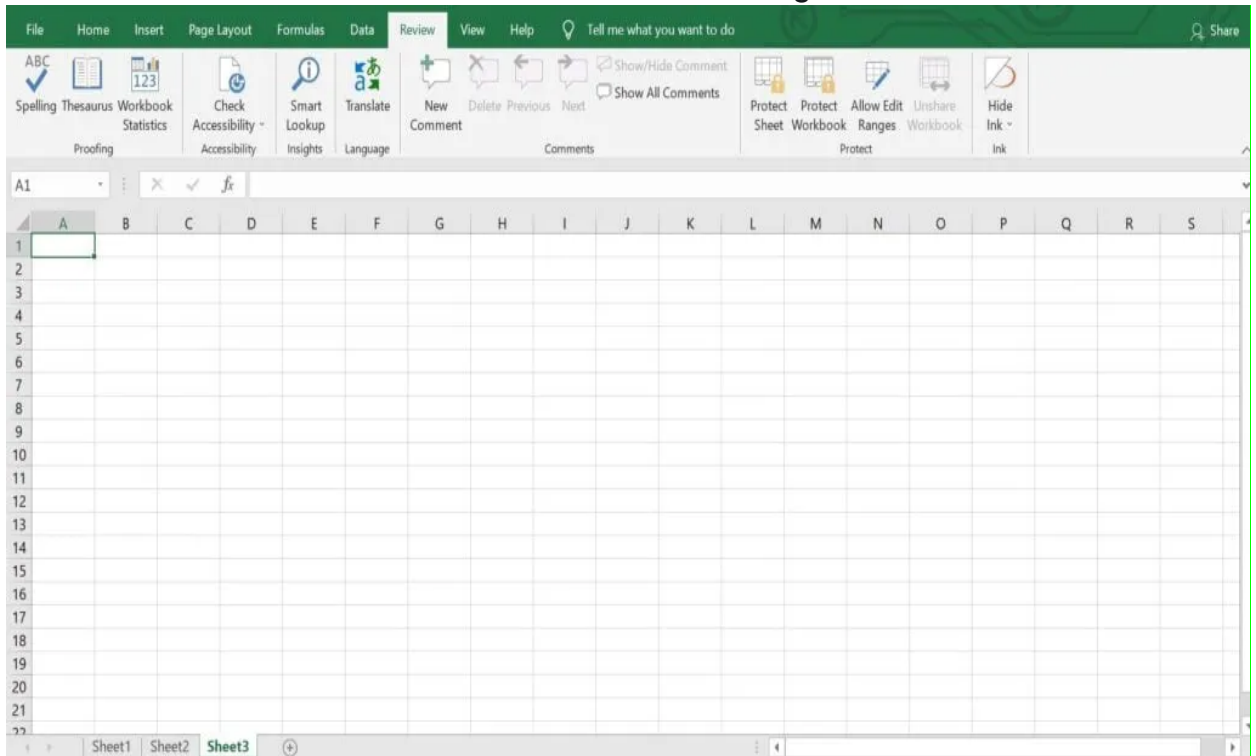 File Home Insert Page Layout Formulas Data Review View Help Tell me what you want to do Share
ABC
123
Spelling Thesaurus Workbook Statistics
Check Accessibility
Smart Lookup
Translate
New Comment
Delete Previous Next
Show/Hide Comment
Show All Comments
Protect Sheet
Protect Workbook
Allow Edit Ranges
Unshare Workbook
Hide Ink
Proofing Accessibility Insights Language Comments Protect Ink
A1 fx
A B C D E F G H I J K L M N O P Q R S
1
2
3
4
5
6
7
8
9
10
11
12
13
14
15
16
17
18
19
20
21
22
Sheet1 Sheet2 Sheet3